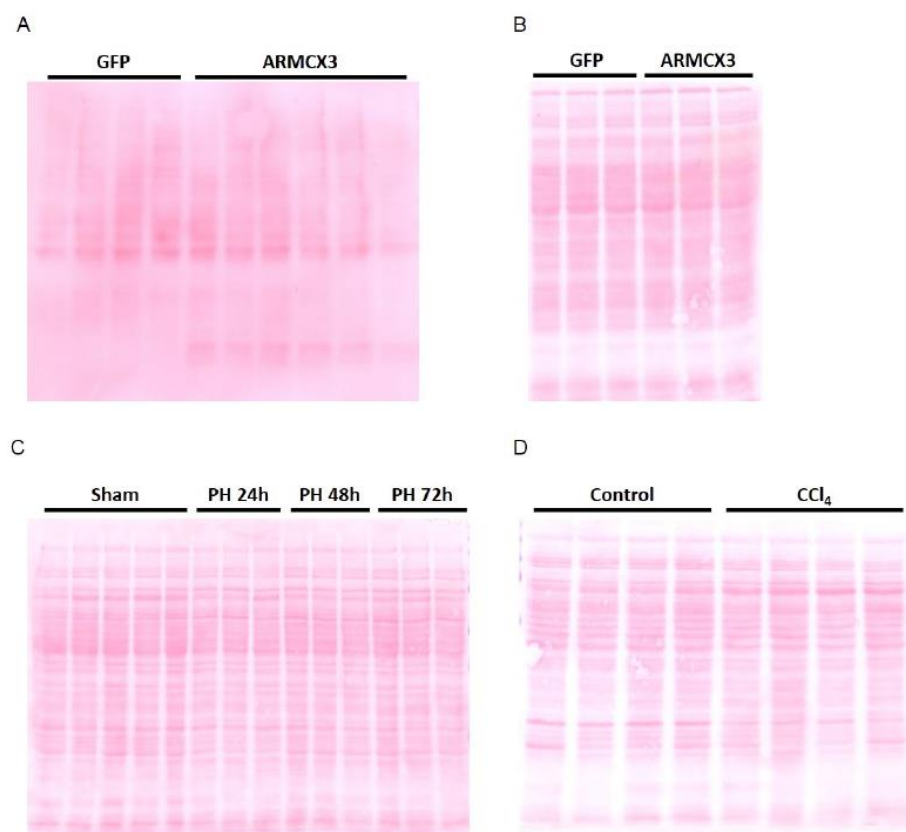 A
GFP ARMCX3
B
GFP ARMCX3
C
Sham PH 24h PH 48h PH 72h
D
Control CCl₄